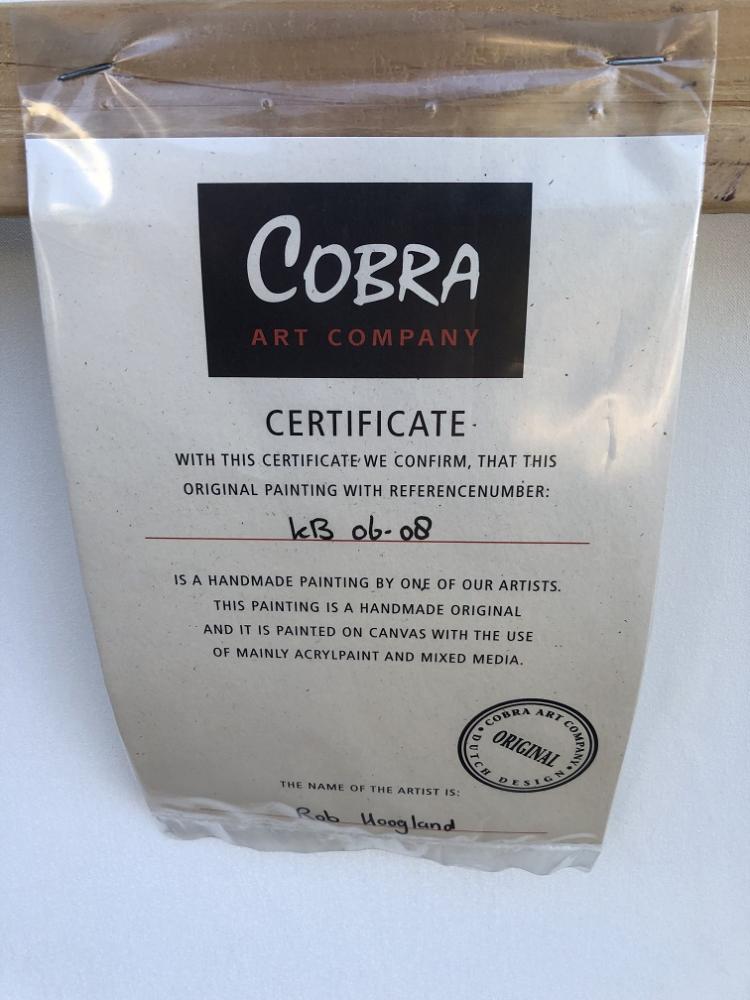 COBRA
ART COMPANY
CERTIFICATE
WITH THIS CERTIFICATE WE CONFIRM, THAT THIS
ORIGINAL PAINTING WITH REFERENCENUMBER:
kB 06-08
IS A HANDMADE PAINTING BY ONE OF OUR ARTISTS.
THIS PAINTING IS A HANDMADE ORIGINAL
AND IT IS PAINTED ON CANVAS WITH THE USE
OF MAINLY ACRYLPAINT AND MIXED MEDIA.
COBRA ART COMPANY
ORIGINAL
DUTCH DESIGN
THE NAME OF THE ARTIST IS:
Rob Hoogland